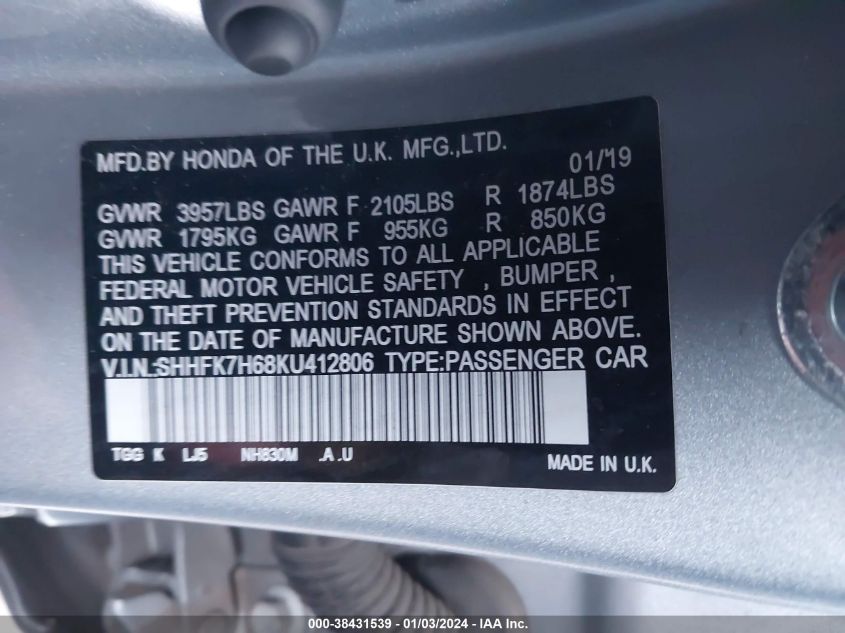 MFD.BY HONDA OF THE U.K. MFG.,LTD.
01/19
GVWR 3957LBS GAWR F 2105LBS R 1874LBS
GVWR 1795KG GAWR F 955KG R 850KG
THIS VEHICLE CONFORMS TO ALL APPLICABLE
FEDERAL MOTOR VEHICLE SAFETY , BUMPER ,
AND THEFT PREVENTION STANDARDS IN EFFECT
ON THE DATE OF MANUFACTURE SHOWN ABOVE.
V.I.N.:SHHFK7H68KU412806 TYPE:PASSENGER CAR
TGG K LJ5 NH830M .A .U
MADE IN U.K.
000-38431539 - 01/03/2024 - IAA Inc.